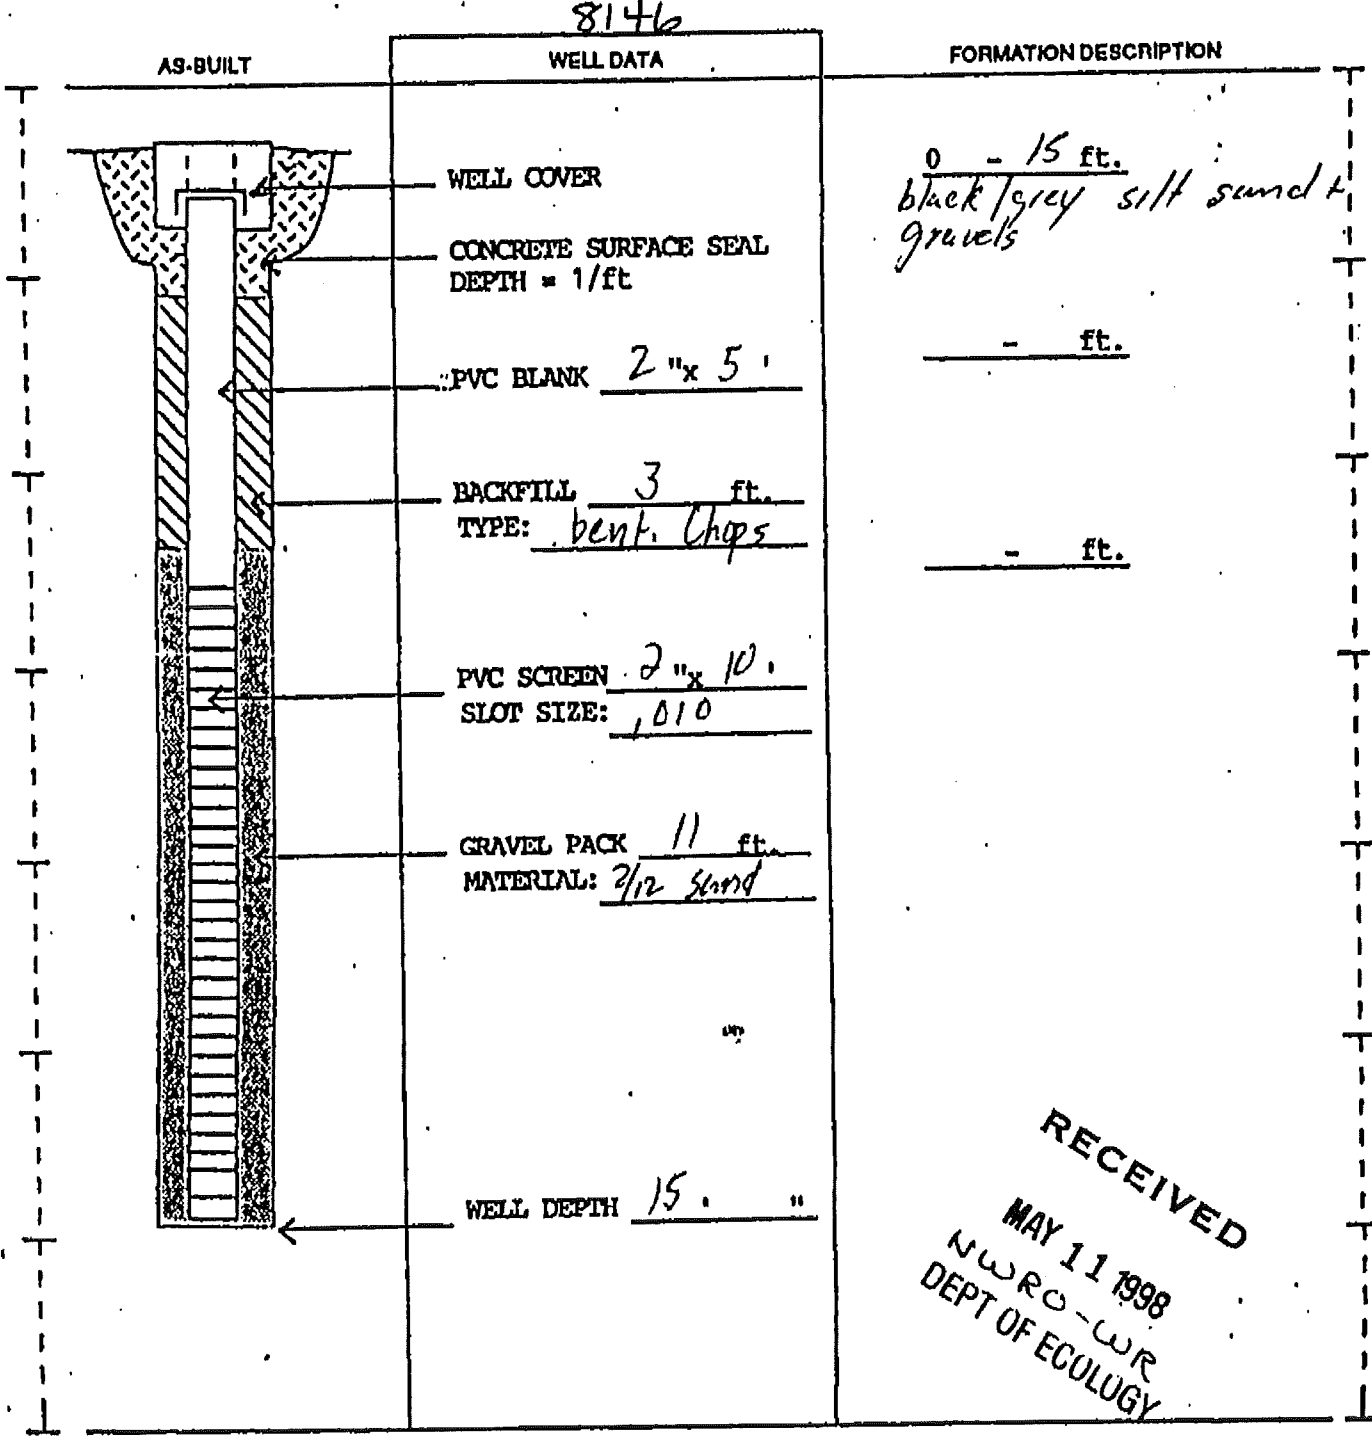 8146
AS-BUILT
WELL DATA
FORMATION DESCRIPTION
WELL COVER
CONCRETE SURFACE SEAL
DEPTH = 1/ft
PVC BLANK 2 "x 5 '
BACKFILL 3 ft.
TYPE: bent. Chips
PVC SCREEN 2 "x 10 '
SLOT SIZE: .010
GRAVEL PACK 11 ft.
MATERIAL: 2/12 Sand
WELL DEPTH 15 ' "
0 - 15 ft.
black/grey silt sand +
gravels
- ft.
- ft.
RECEIVED
MAY 11 1998
NWRO-WR
DEPT OF ECOLOGY